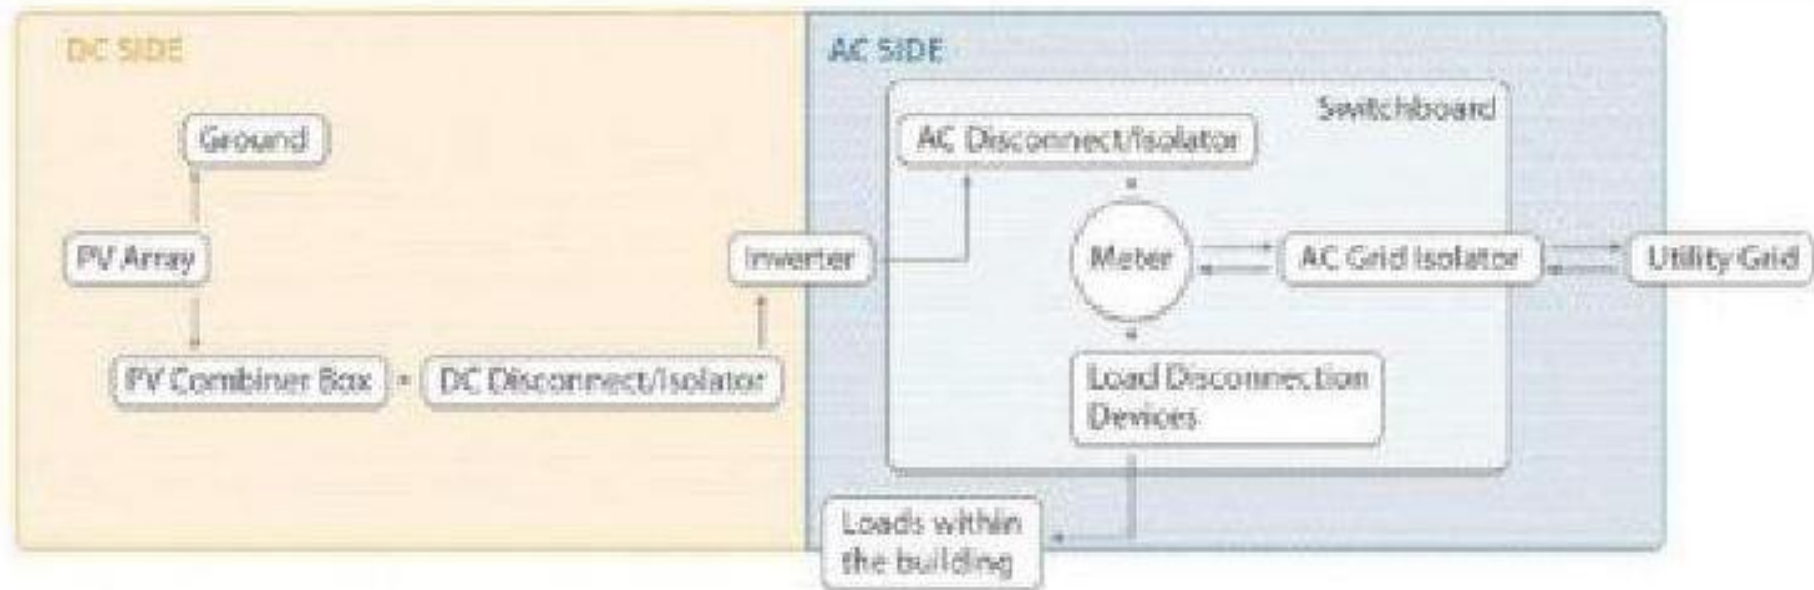 DC SIDE
AC SIDE
Switchboard
Ground
AC Disconnect/Isolator
PV Array
Inverter
Meter
AC Grid Isolator
Utility Grid
PV Combiner Box
DC Disconnect/Isolator
Load Disconnection
Devices
Loads within
the building